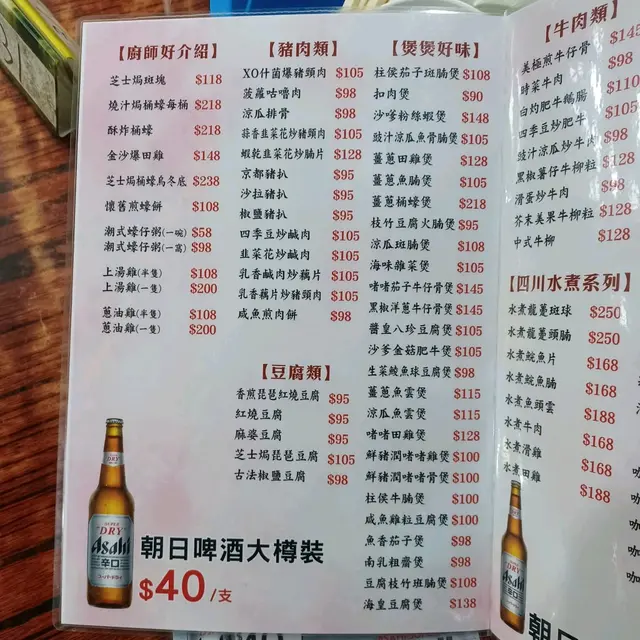 【廚師好介紹】
芝士焗斑塊 $118
燒汁焗桶蠔每桶 $218
酥炸桶蠔 $218
金沙爆田雞 $148
芝士焗桶蠔烏冬底 $238
懷舊煎蠔餅 $108
潮式蠔仔粥(一碗) $58
潮式蠔仔粥(一窩) $98
上湯雞(半隻) $108
上湯雞(一隻) $200
蔥油雞(半隻) $108
蔥油雞(一隻) $200
【豬肉類】
XO什菌爆豬頸肉 $105
菠蘿咕嚕肉 $98
涼瓜排骨 $98
蒜香韭菜花炒豬頸肉 $105
蝦乾韭菜花炒腩片 $128
京都豬扒 $95
沙拉豬扒 $95
椒鹽豬扒 $95
四季豆炒鹹肉 $105
韭菜花炒鹹肉 $105
乳香鹹肉炒藕片 $105
乳香藕片炒豬頸肉 $105
咸魚煎肉餅 $98
【豆腐類】
香煎琵琶紅燒豆腐 $95
紅燒豆腐 $95
麻婆豆腐 $95
芝士焗琵琶豆腐 $105
古法椒鹽豆腐 $98
【煲煲好味】
柱侯茄子斑腩煲 $108
扣肉煲 $90
沙嗲粉絲蝦煲 $148
豉汁涼瓜魚骨腩煲 $105
薑蔥田雞煲 $128
薑蔥魚腩煲 $105
薑蔥桶蠔煲 $218
枝竹豆腐火腩煲 $95
涼瓜斑腩煲 $108
海味雜菜煲 $105
啫啫茄子牛仔骨煲 $145
黑椒洋蔥牛仔骨煲 $145
醬皇八珍豆腐煲 $105
沙爹金菇肥牛煲 $105
生菜鯪魚球豆腐煲 $98
薑蔥魚雲煲 $115
涼瓜魚雲煲 $115
啫啫田雞煲 $128
鮮豬潤啫啫雞煲 $100
鮮豬潤啫啫骨煲 $100
柱侯牛腩煲 $100
咸魚雞粒豆腐煲 $100
魚香茄子煲 $98
南乳粗齋煲 $98
豆腐枝竹斑腩煲 $108
海皇豆腐煲 $138
【牛肉類】
美極煎牛仔骨 $145
時菜牛肉
白灼肥牛鵝腸 $110
四季豆炒肥牛 $105
豉汁涼瓜炒牛肉 $98
黑椒薯仔牛柳粒 $128
滑蛋炒牛肉 $98
芥末美果牛柳粒 $128
中式牛柳 $128
【四川水煮系列】
水煮龍躉斑球 $250
水煮龍躉頭腩 $250
水煮鯇魚片 $168
水煮鯇魚腩 $168
水煮魚頭雲 $188
水煮牛肉 $168
水煮滑雞 $168
水煮田雞 $188
SUPER
"DRY"
Asahi
辛口
朝日啤酒大樽裝
$40/支
DRY
Asahi
辛口
朝日